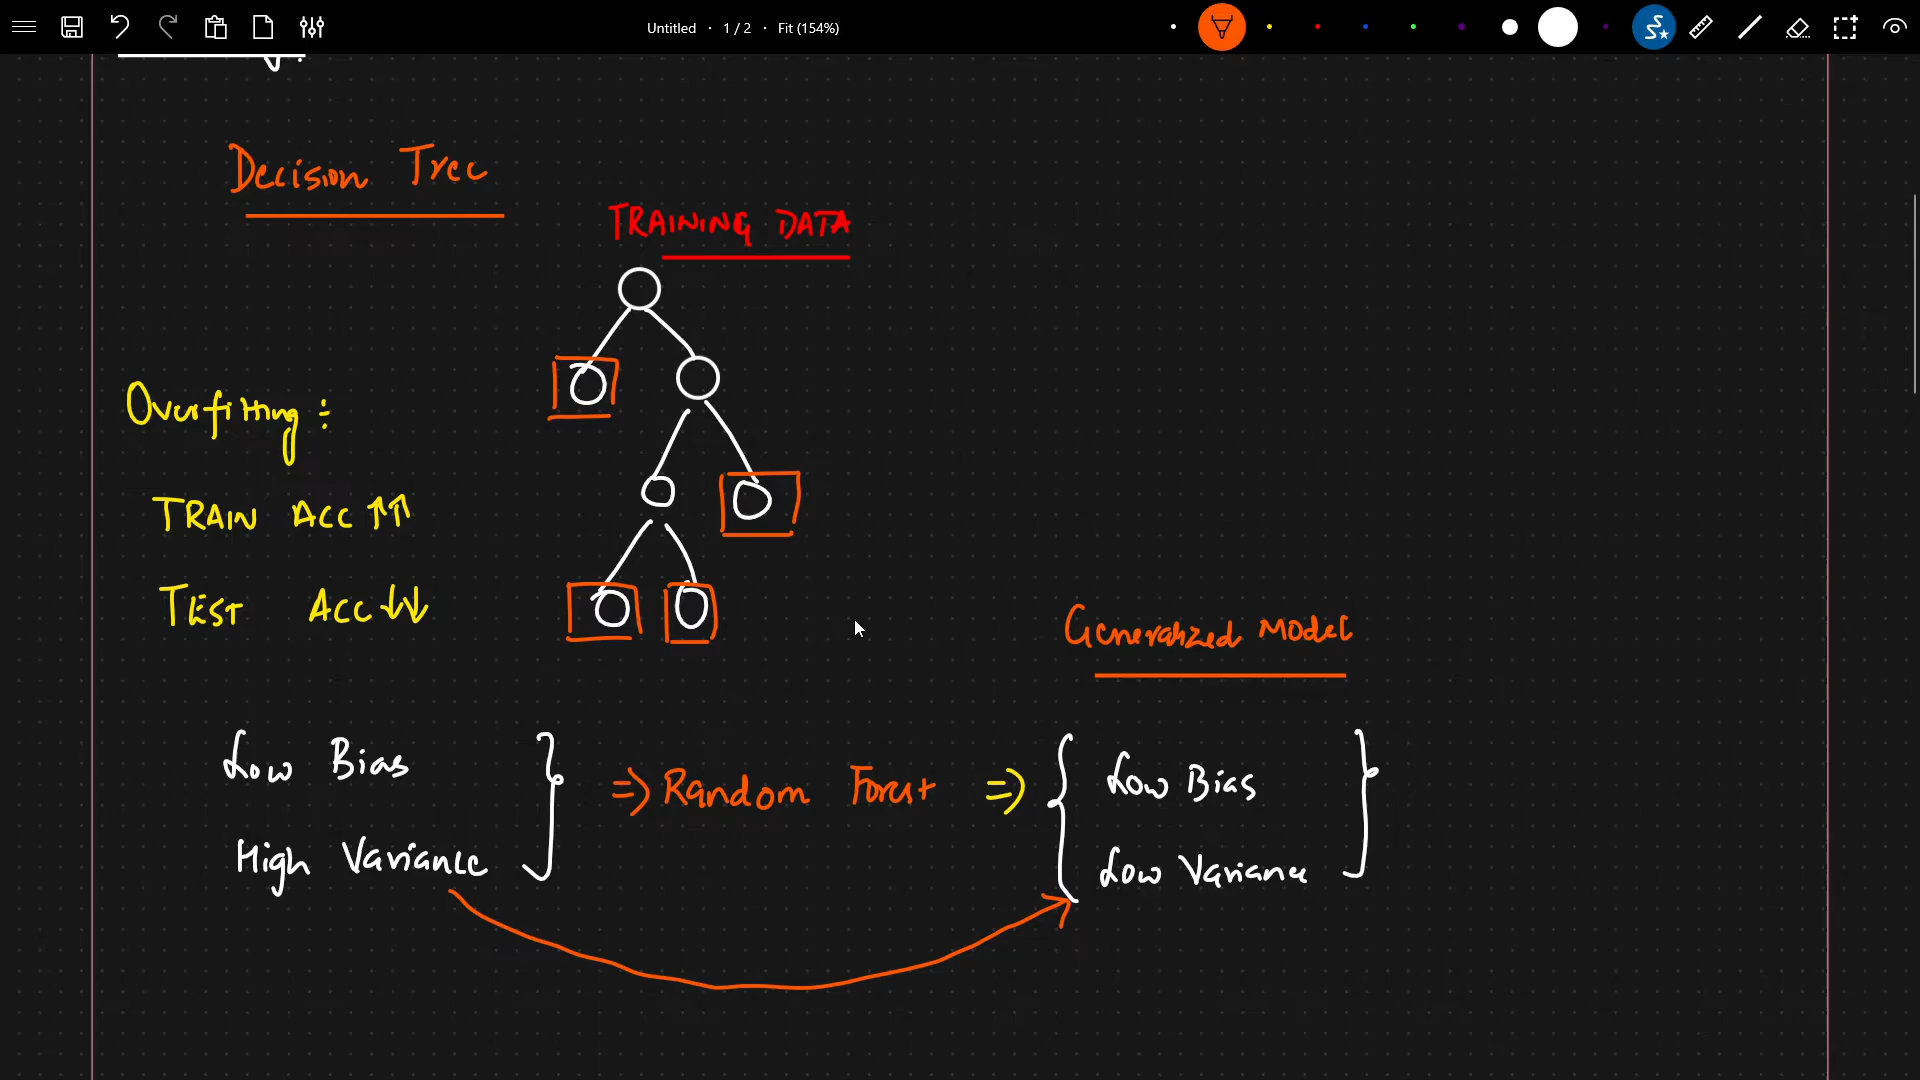 Untitled · 1 / 2 · Fit (154%)
Decision Tree
TRAINING DATA
Overfitting :
TRAIN ACC ↑↑
TEST ACC ↓↓
Generalized Model
Low Bias
High Variance
⇒ Random Forest ⇒
Low Bias
Low Variance